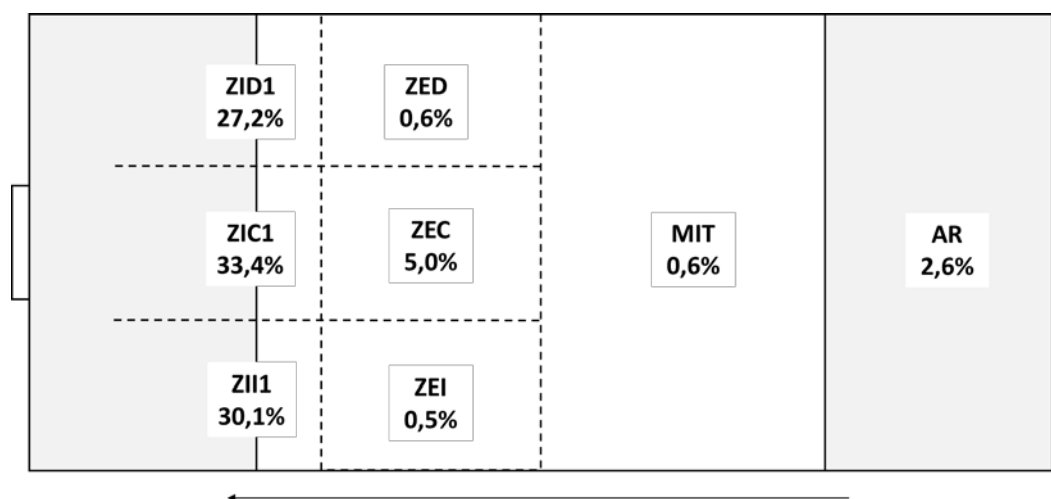 ZID1
27,2%
ZED
0,6%
ZIC1
33,4%
ZEC
5,0%
MIT
0,6%
AR
2,6%
ZII1
30,1%
ZEI
0,5%